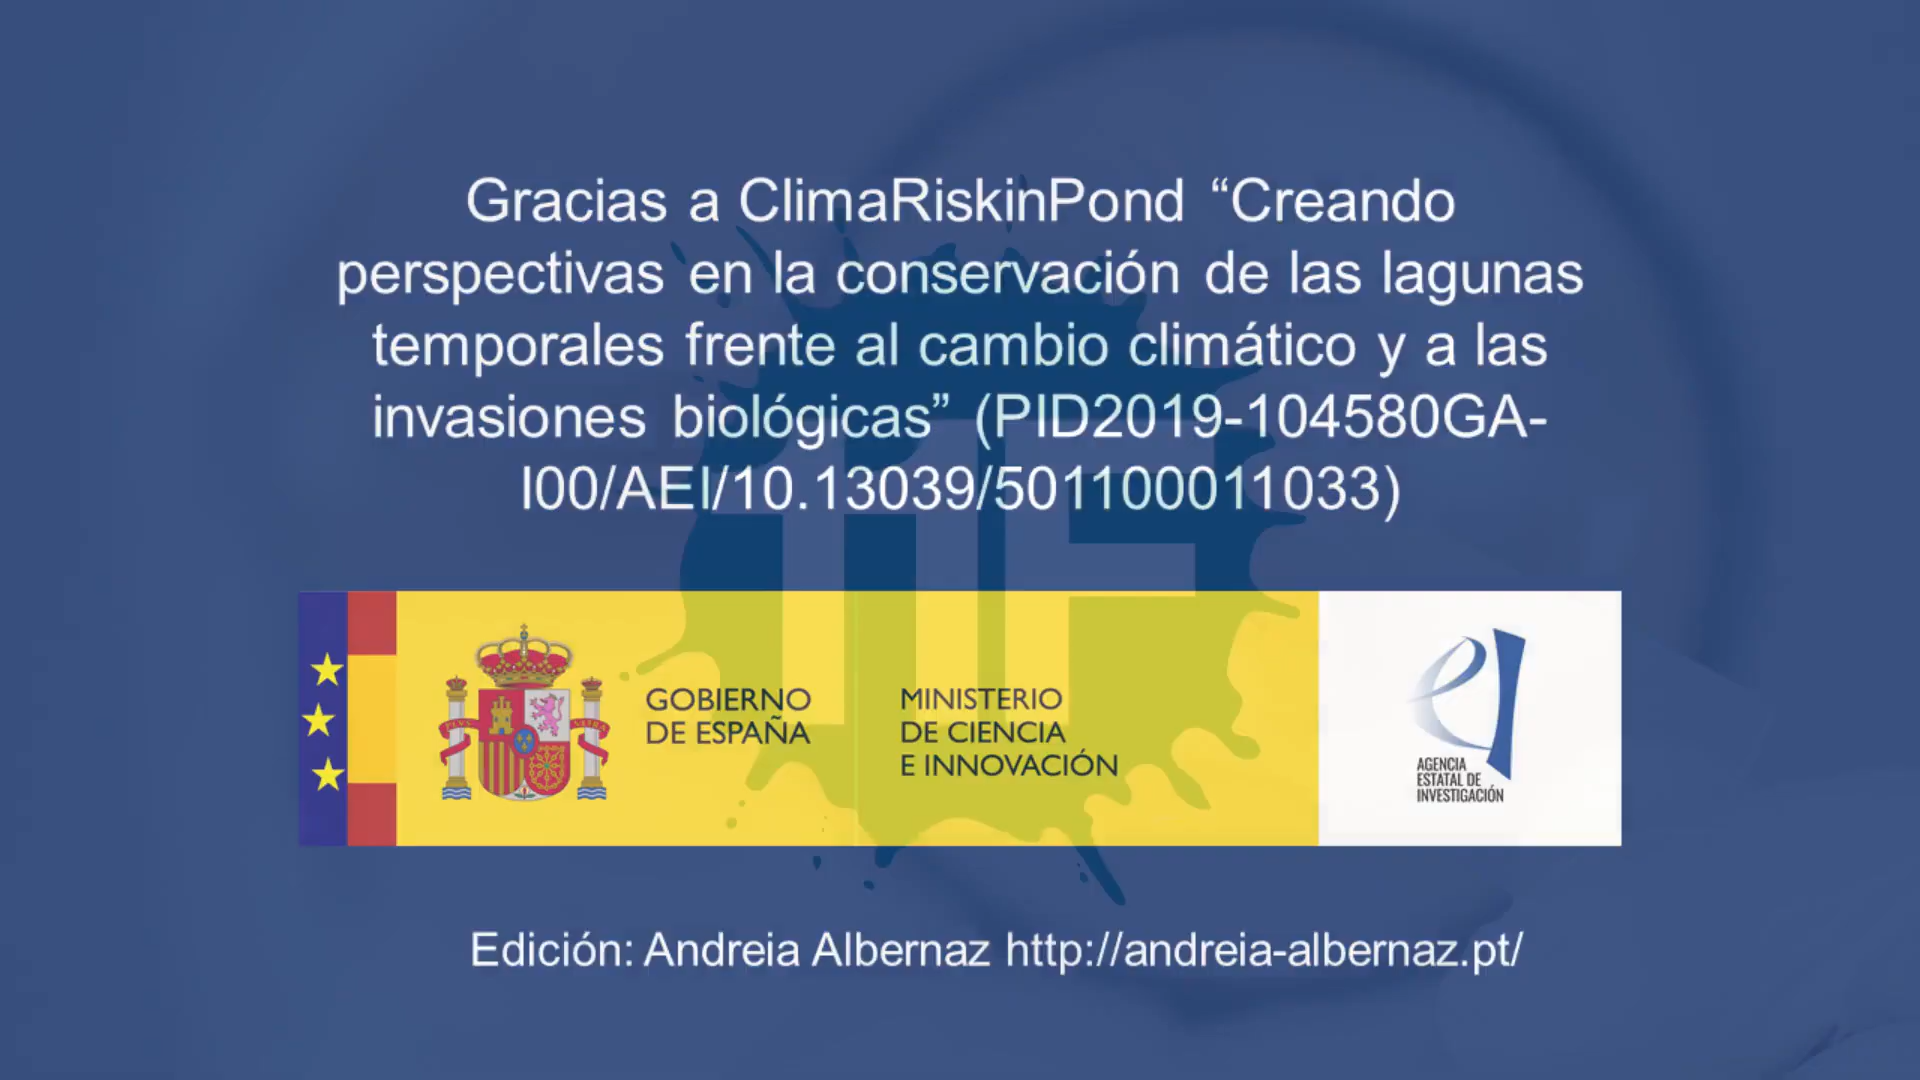 Gracias a ClimaRiskinPond “Creando
perspectivas en la conservación de las lagunas
temporales frente al cambio climático y a las
invasiones biológicas” (PID2019-104580GA-
I00/AEI/10.13039/501100011033)
PLVS VLTRA
GOBIERNO
DE ESPAÑA
MINISTERIO
DE CIENCIA
E INNOVACIÓN
AGENCIA
ESTATAL DE
INVESTIGACIÓN
Edición: Andreia Albernaz http://andreia-albernaz.pt/